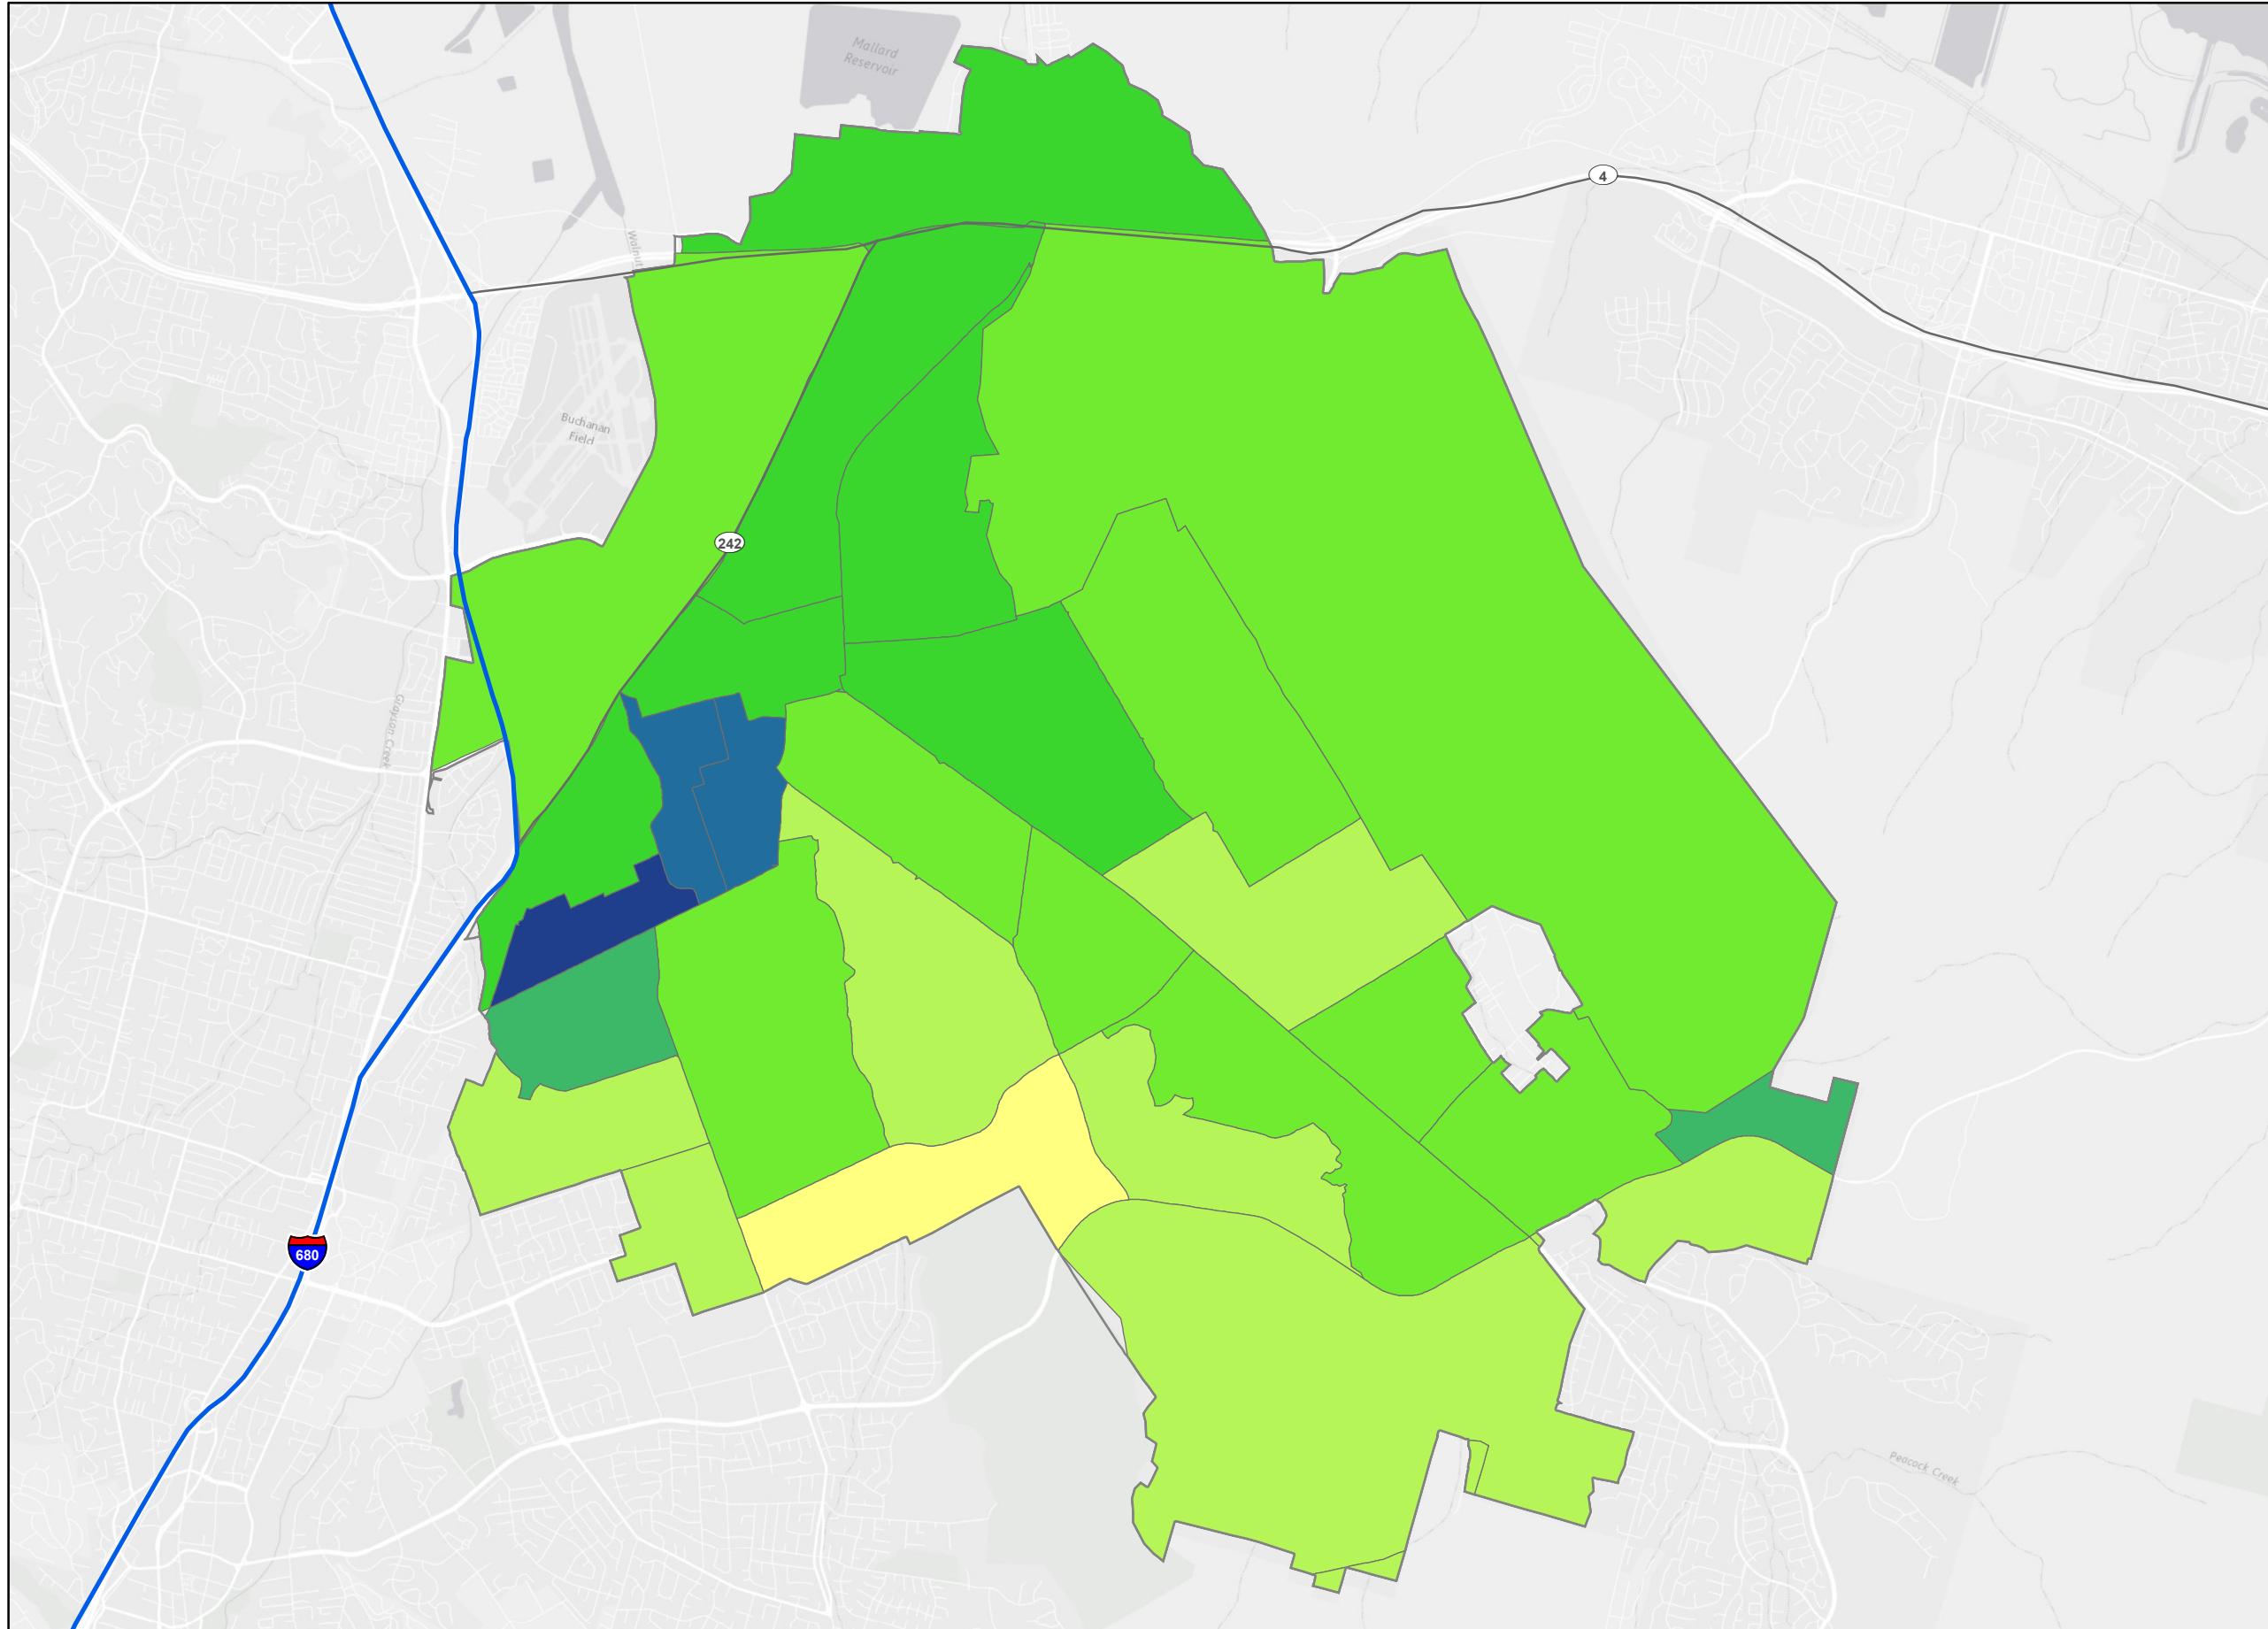 Mallard
Reservoir
4
Walnut
Buchanan
Field
242
Grayson Creek
680
Peacock Creek